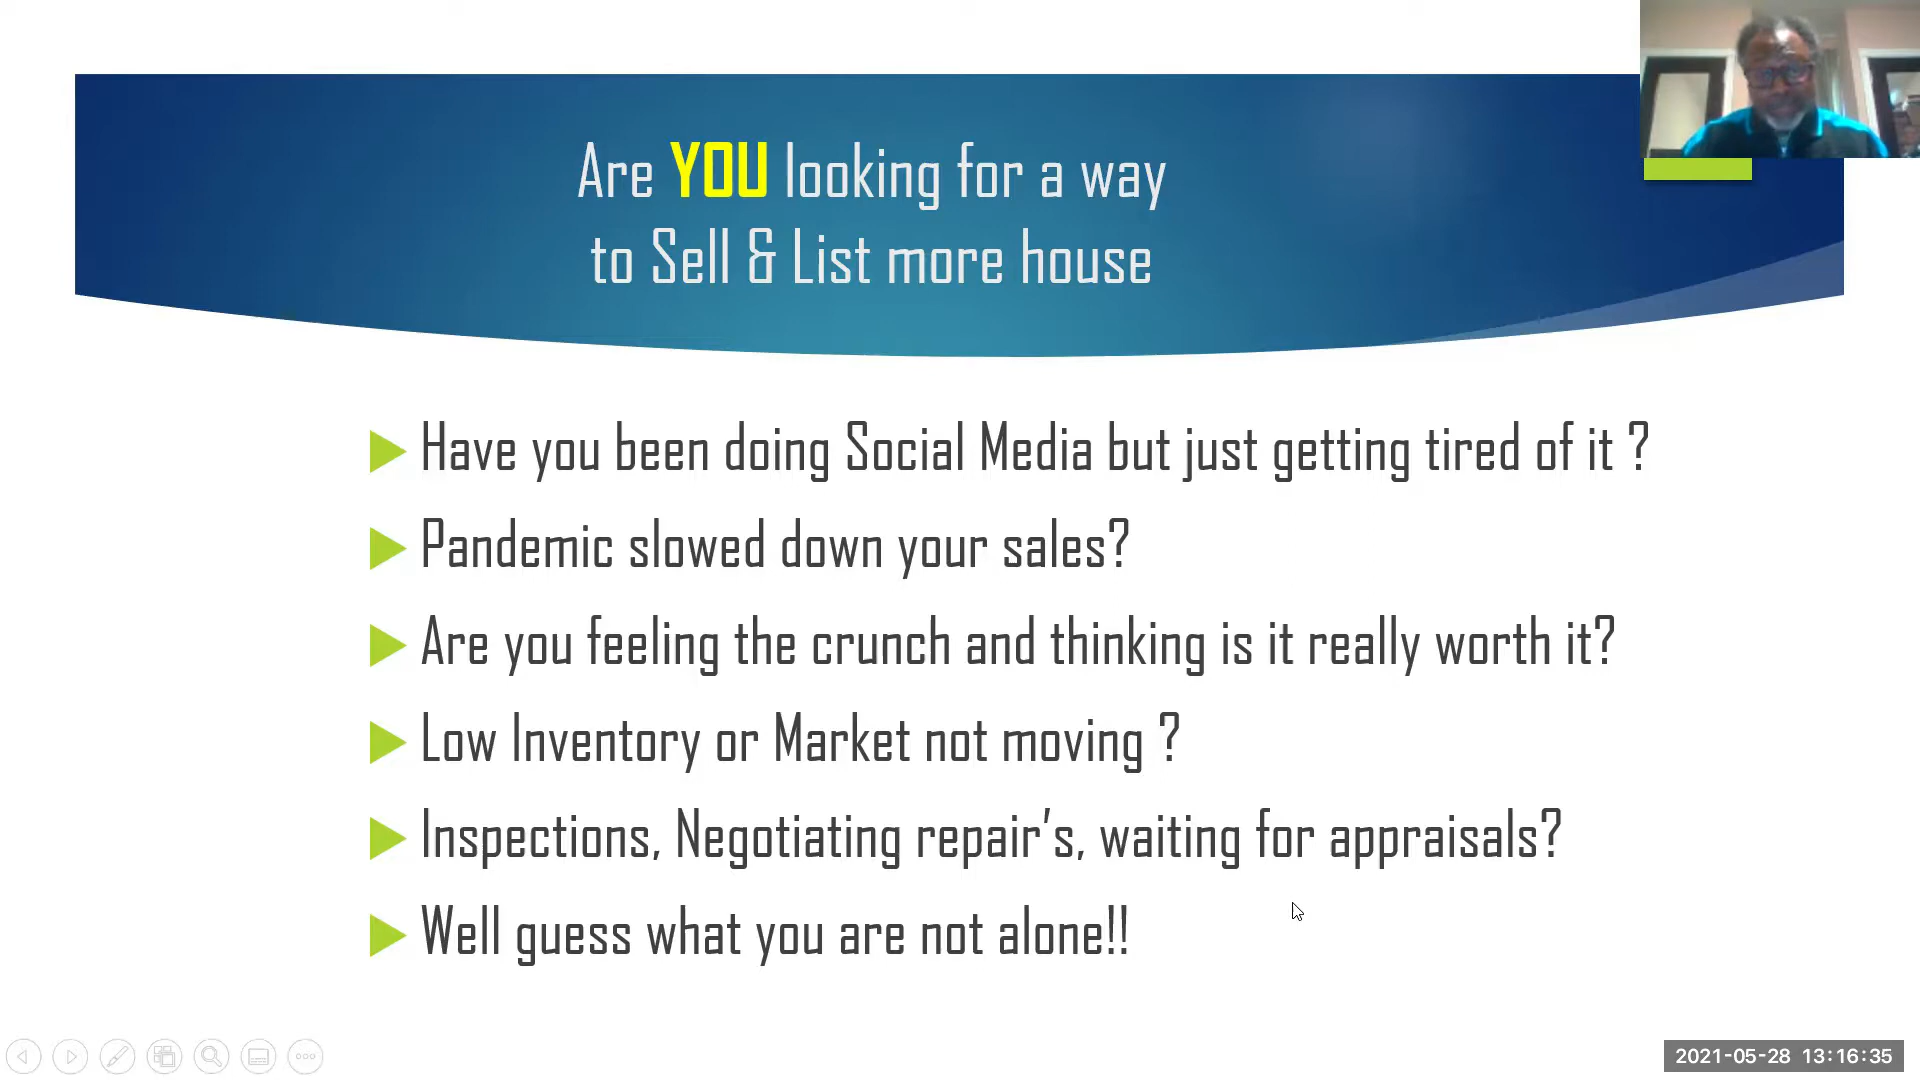 Are YOU looking for a way
to Sell & List more house
Have you been doing Social Media but just getting tired of it ?
Pandemic slowed down your sales?
Are you feeling the crunch and thinking is it really worth it?
Low Inventory or Market not moving ?
Inspections, Negotiating repair's, waiting for appraisals?
Well guess what you are not alone!!
2021-05-28 13:16:35